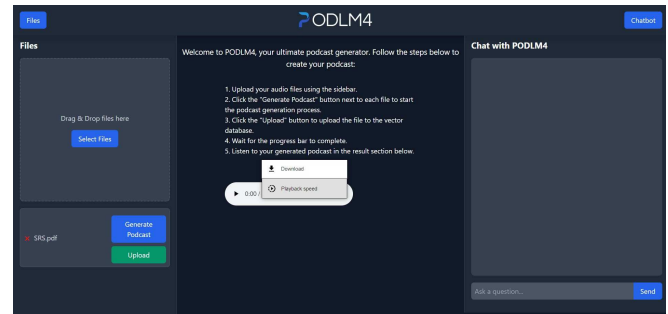 Files
PODLM4
Chatbot
Files
Drag & Drop files here
Select Files
SRS.pdf
Generate
Podcast
Upload
Welcome to PODLM4, your ultimate podcast generator. Follow the steps below to
create your podcast:
1. Upload your audio files using the sidebar.
2. Click the "Generate Podcast" button next to each file to start
the podcast generation process.
3. Click the "Upload" button to upload the file to the vector
database.
4. Wait for the progress bar to complete.
5. Listen to your generated podcast in the result section below.
Download
Playback speed
0:00 /
Chat with PODLM4
Ask a question...
Send